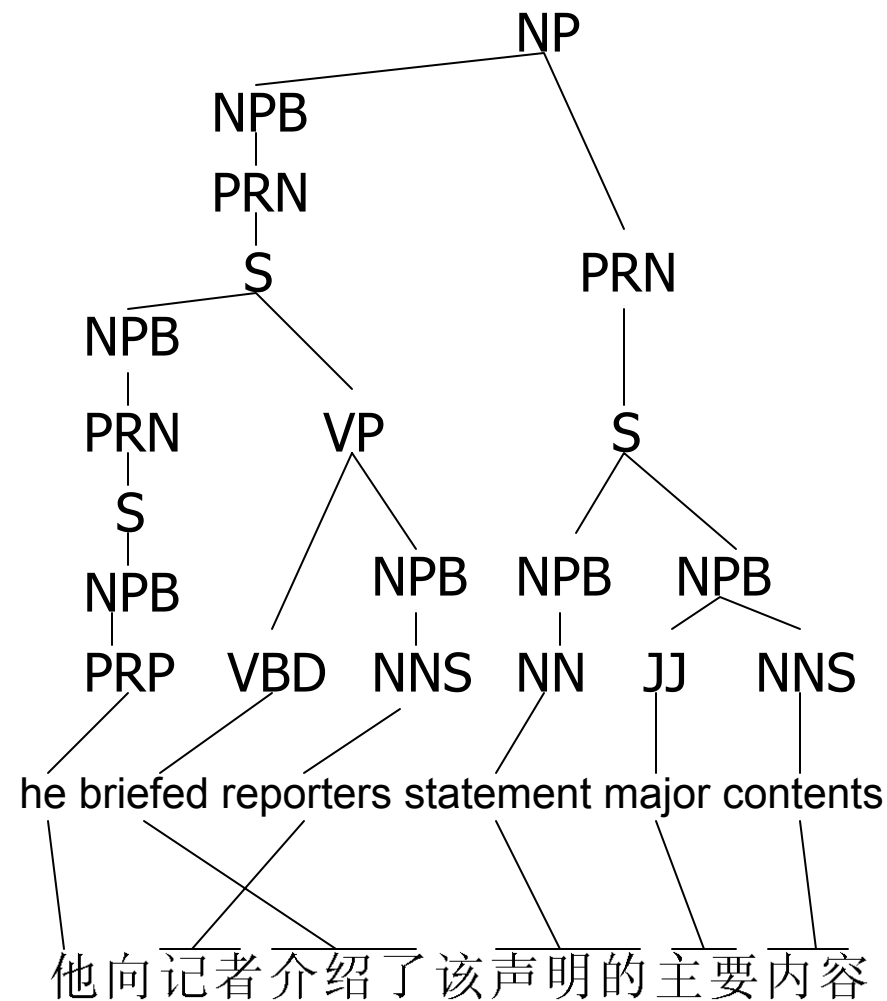 NP
NPB
PRN
S PRN
NPB
PRN VP S
S
NPB NPB NPB NPB
PRP VBD NNS NN JJ NNS
he briefed reporters statement major contents
他向记者介绍了该声明的主要内容